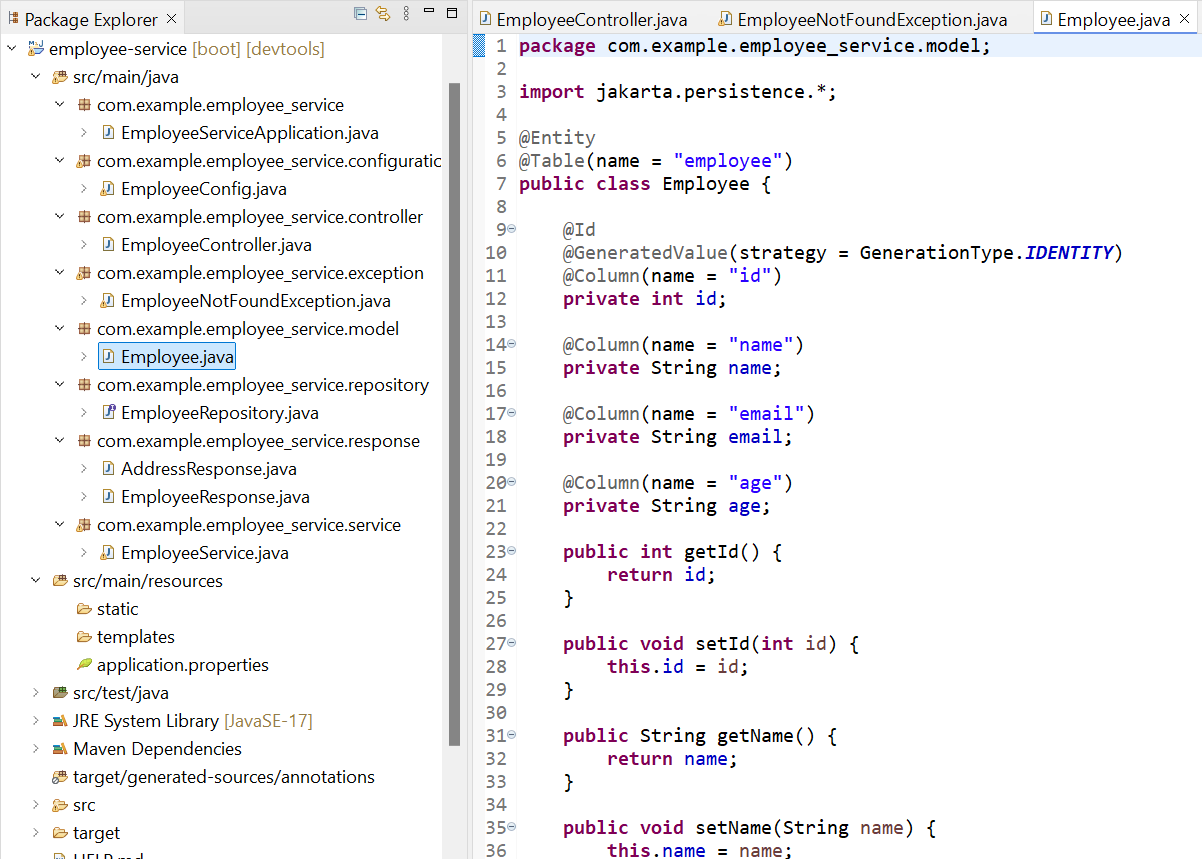 Package Explorer
employee-service [boot] [devtools]
src/main/java
com.example.employee_service
EmployeeServiceApplication.java
com.example.employee_service.configuratio
EmployeeConfig.java
com.example.employee_service.controller
EmployeeController.java
com.example.employee_service.exception
EmployeeNotFoundException.java
com.example.employee_service.model
Employee.java
com.example.employee_service.repository
EmployeeRepository.java
com.example.employee_service.response
AddressResponse.java
EmployeeResponse.java
com.example.employee_service.service
EmployeeService.java
src/main/resources
static
templates
application.properties
src/test/java
JRE System Library [JavaSE-17]
Maven Dependencies
target/generated-sources/annotations
src
target
HELP.md
EmployeeController.java EmployeeNotFoundException.java Employee.java
1 package com.example.employee_service.model;
2
3 import jakarta.persistence.*;
4
5 @Entity
6 @Table(name = "employee")
7 public class Employee {
8
9 @Id
10 @GeneratedValue(strategy = GenerationType.IDENTITY)
11 @Column(name = "id")
12 private int id;
13
14 @Column(name = "name")
15 private String name;
16
17 @Column(name = "email")
18 private String email;
19
20 @Column(name = "age")
21 private String age;
22
23 public int getId() {
24 return id;
25 }
26
27 public void setId(int id) {
28 this.id = id;
29 }
30
31 public String getName() {
32 return name;
33 }
34
35 public void setName(String name) {
36 this.name = name;